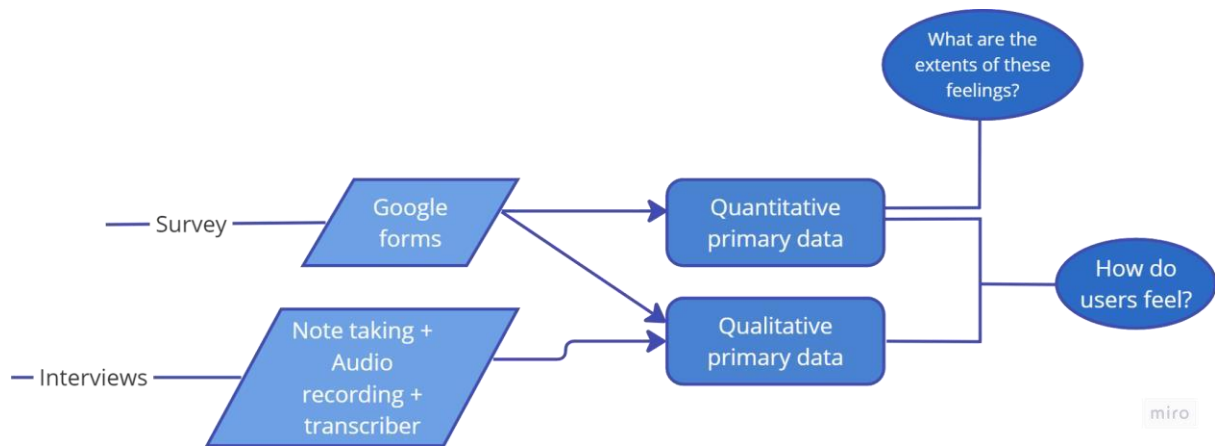 What are the
extents of these
feelings?
Survey
Google
forms
Quantitative
primary data
How do
users feel?
Interviews
Note taking +
Audio
recording +
transcriber
Qualitative
primary data
miro